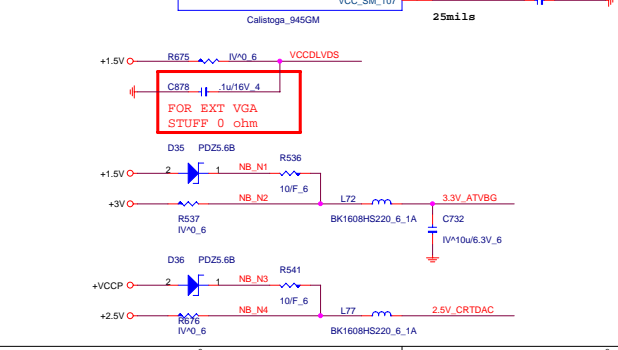 VCC_SM_107
Calistoga_945GM
25mils
+1.5V
R675
IV^0_6
VCCDLVDS
C878
.1u/16V_4
FOR EXT VGA
STUFF 0 ohm
D35 PDZ5.6B
+1.5V
2
1
NB_N1
R536
10/F_6
+3V
NB_N2
R537
IV^0_6
L72
BK1608HS220_6_1A
3.3V_ATVBG
C732
IV^10u/6.3V_6
D36 PDZ5.6B
+VCCP
2
1
NB_N3
R541
10/F_6
+2.5V
NB_N4
R676
IV^0_6
L77
BK1608HS220_6_1A
2.5V_CRTDAC